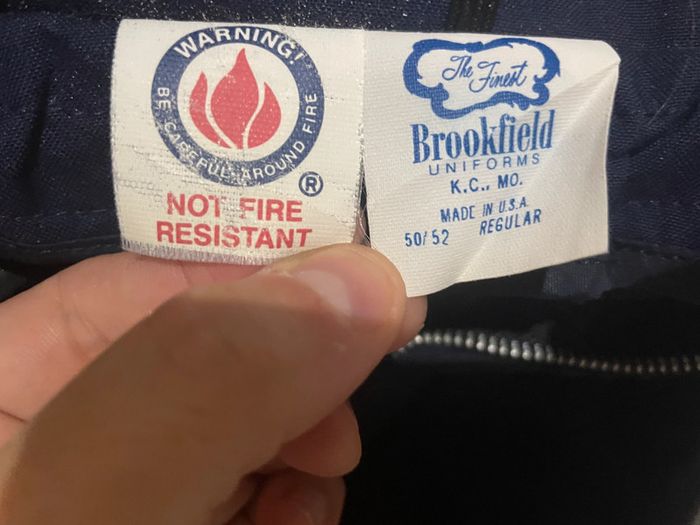 WARNING!
BE CAREFUL AROUND FIRE
®
NOT FIRE
RESISTANT
The Finest
Brookfield
UNIFORMS
K.C., MO.
MADE IN U.S.A.
50/52 REGULAR